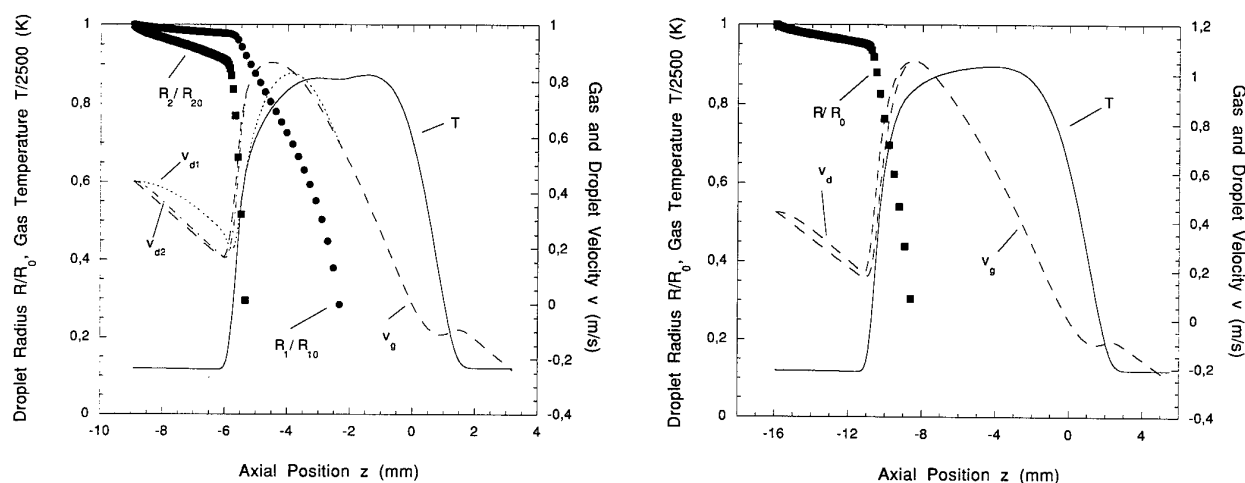 Droplet Radius R/R0, Gas Temperature T/2500 (K)
1
0,8
0,6
0,4
0,2
0
R2/R20
vd1
vd2
R1/R10
vg
T
1
0,8
0,6
0,4
0,2
0
-0,2
-0,4
Gas and Droplet Velocity v (m/s)
-10
-8
-6
-4
-2
0
2
4
Axial Position z (mm)
Droplet Radius R/R0, Gas Temperature T/2500 (K)
1
0,8
0,6
0,4
0,2
0
R/R0
vd
vg
T
1,2
1
0,8
0,6
0,4
0,2
0
-0,2
-0,4
Gas and Droplet Velocity v (m/s)
-16
-12
-8
-4
0
4
Axial Position z (mm)